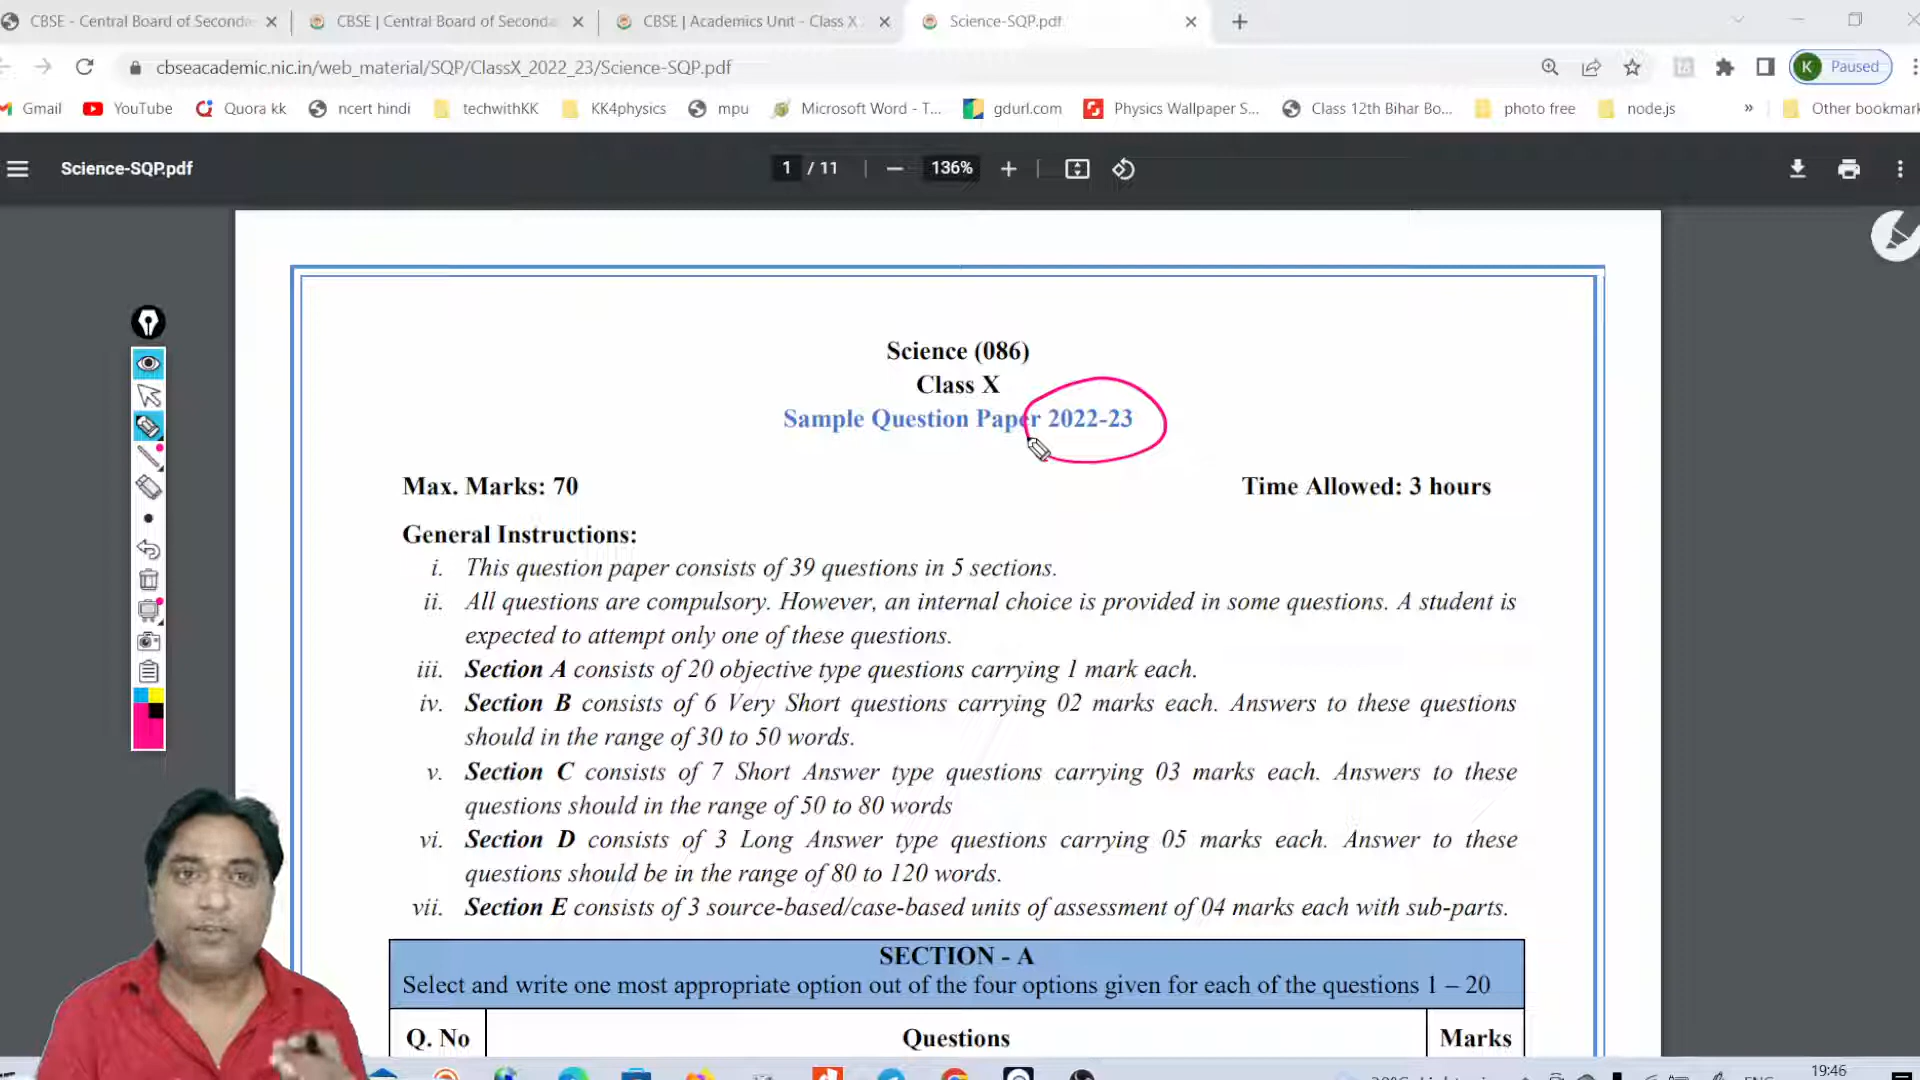 CBSE - Central Board of Seconda
CBSE | Central Board of Seconda
CBSE | Academics Unit - Class X
Science-SQP.pdf
cbseacademic.nic.in/web_material/SQP/ClassX_2022_23/Science-SQP.pdf
K Paused
Gmail YouTube Quora kk ncert hindi techwithKK KK4physics mpu Microsoft Word - T... gdurl.com Physics Wallpaper S... Class 12th Bihar Bo... photo free node.js » Other bookmark
Science-SQP.pdf 1 / 11 136%
Science (086)
Class X
Sample Question Paper 2022-23
Max. Marks: 70 Time Allowed: 3 hours
General Instructions:
i. This question paper consists of 39 questions in 5 sections.
ii. All questions are compulsory. However, an internal choice is provided in some questions. A student is
expected to attempt only one of these questions.
iii. Section A consists of 20 objective type questions carrying 1 mark each.
iv. Section B consists of 6 Very Short questions carrying 02 marks each. Answers to these questions
should in the range of 30 to 50 words.
v. Section C consists of 7 Short Answer type questions carrying 03 marks each. Answers to these
questions should in the range of 50 to 80 words
vi. Section D consists of 3 Long Answer type questions carrying 05 marks each. Answer to these
questions should be in the range of 80 to 120 words.
vii. Section E consists of 3 source-based/case-based units of assessment of 04 marks each with sub-parts.
SECTION - A
Select and write one most appropriate option out of the four options given for each of the questions 1 – 20
Q. No Questions Marks
19:46